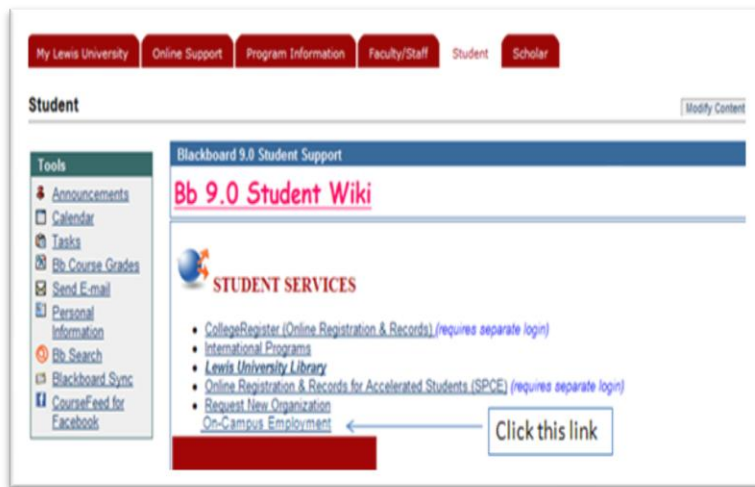 My Lewis University Online Support Program Information Faculty/Staff Student Scholar
Student
Modify Content
Tools
Announcements
Calendar
Tasks
Bb Course Grades
Send E-mail
Personal
Information
Bb Search
Blackboard Sync
CourseFeed for
Facebook
Blackboard 9.0 Student Support
Bb 9.0 Student Wiki
STUDENT SERVICES
CollegeRegister (Online Registration & Records) (requires separate login)
International Programs
Lewis University Library
Online Registration & Records for Accelerated Students (SPCE) (requires separate login)
Request New Organization
On-Campus Employment
Click this link